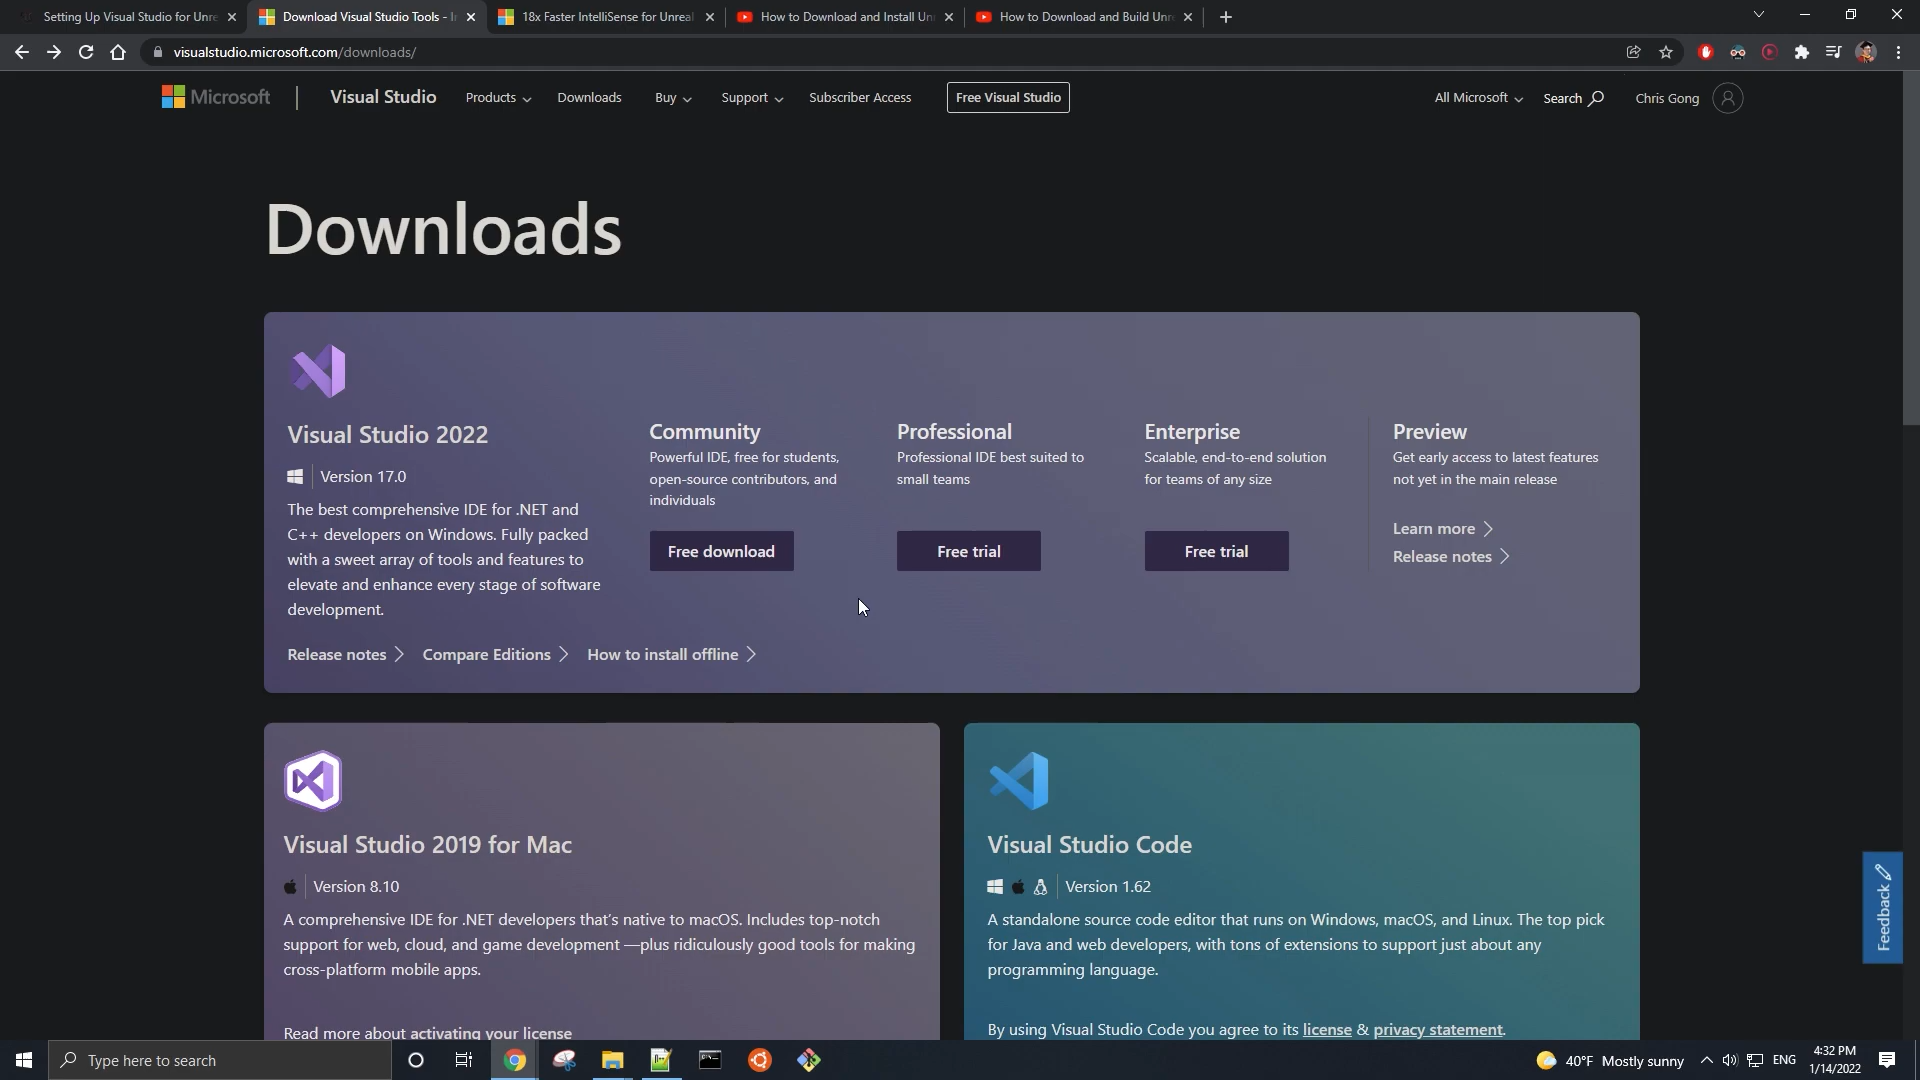 Setting Up Visual Studio for Unre
Download Visual Studio Tools - I
18x Faster IntelliSense for Unreal
How to Download and Install Un
How to Download and Build Unr
visualstudio.microsoft.com/downloads/
Microsoft
Visual Studio
Products
Downloads
Buy
Support
Subscriber Access
Free Visual Studio
All Microsoft
Search
Chris Gong
Downloads
Visual Studio 2022
Version 17.0
The best comprehensive IDE for .NET and
C++ developers on Windows. Fully packed
with a sweet array of tools and features to
elevate and enhance every stage of software
development.
Community
Powerful IDE, free for students,
open-source contributors, and
individuals
Free download
Professional
Professional IDE best suited to
small teams
Free trial
Enterprise
Scalable, end-to-end solution
for teams of any size
Free trial
Preview
Get early access to latest features
not yet in the main release
Learn more
Release notes
Release notes
Compare Editions
How to install offline
Visual Studio 2019 for Mac
Version 8.10
A comprehensive IDE for .NET developers that's native to macOS. Includes top-notch
support for web, cloud, and game development —plus ridiculously good tools for making
cross-platform mobile apps.
Read more about activating your license
Visual Studio Code
Version 1.62
A standalone source code editor that runs on Windows, macOS, and Linux. The top pick
for Java and web developers, with tons of extensions to support just about any
programming language.
By using Visual Studio Code you agree to its license & privacy statement.
Feedback
Type here to search
40°F Mostly sunny
ENG
4:32 PM
1/14/2022